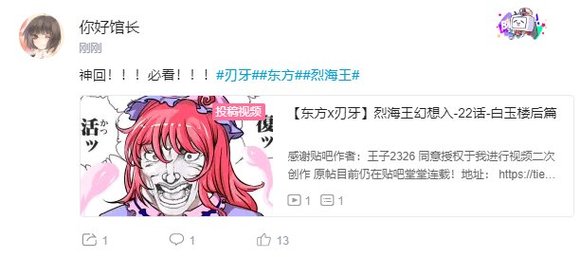 你好馆长
刚刚
神回！！！必看！！！#刃牙##东方##烈海王#
投稿视频
活ッ
かつ
復ッ
【东方x刃牙】烈海王幻想入-22话-白玉楼后篇
感谢贴吧作者：王子2326 同意授权于我进行视频二次
创作 原帖目前仍在贴吧堂堂连载！地址： https://tie...
1 1
1 1 13